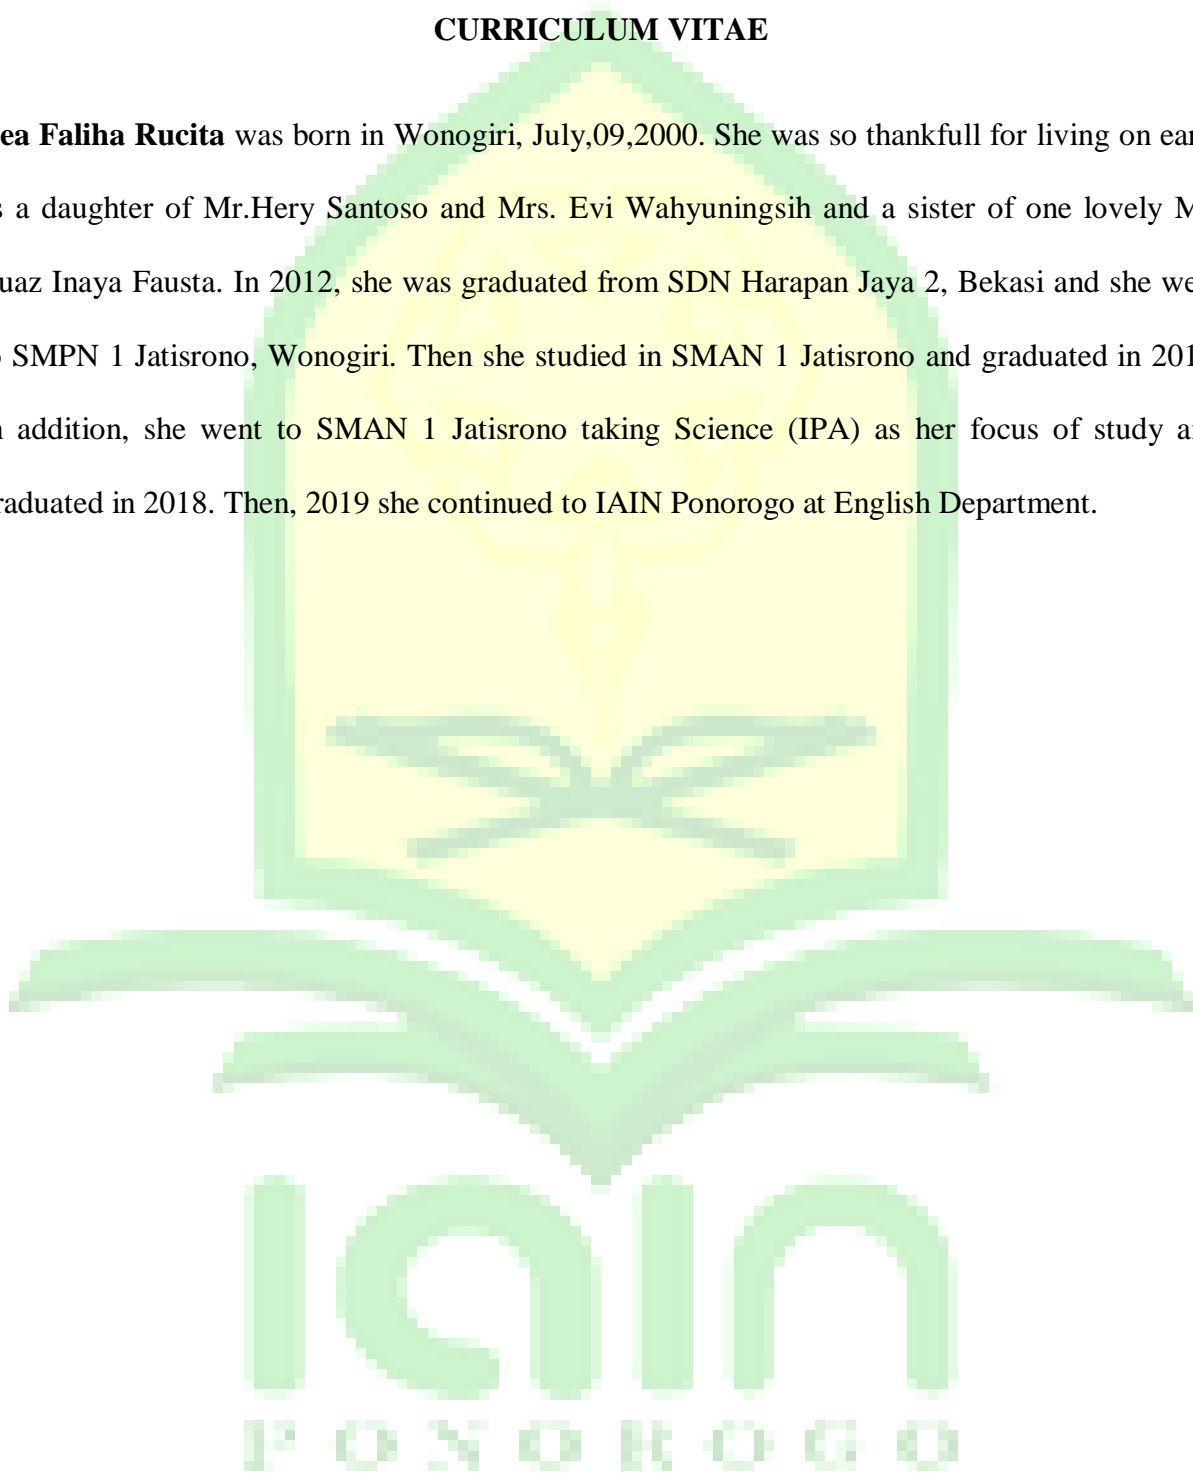 CURRICULUM VITAE
ea Faliha Rucita was born in Wonogiri, July,09,2000. She was so thankfull for living on ear
s a daughter of Mr.Hery Santoso and Mrs. Evi Wahyuningsih and a sister of one lovely M
uaz Inaya Fausta. In 2012, she was graduated from SDN Harapan Jaya 2, Bekasi and she we
o SMPN 1 Jatisrono, Wonogiri. Then she studied in SMAN 1 Jatisrono and graduated in 201
n addition, she went to SMAN 1 Jatisrono taking Science (IPA) as her focus of study a
raduated in 2018. Then, 2019 she continued to IAIN Ponorogo at English Department.
iain
PONOROGO